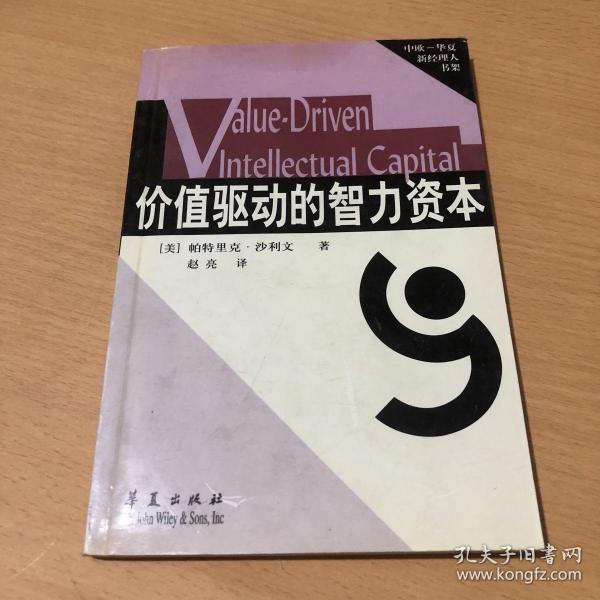 中欧－华夏
新经理人
书架
Value-Driven
Intellectual Capital
价值驱动的智力资本
［美］帕特里克·沙利文 著
赵亮 译
华夏出版社
John Wiley & Sons, Inc
孔夫子旧书网
www.kongfz.com